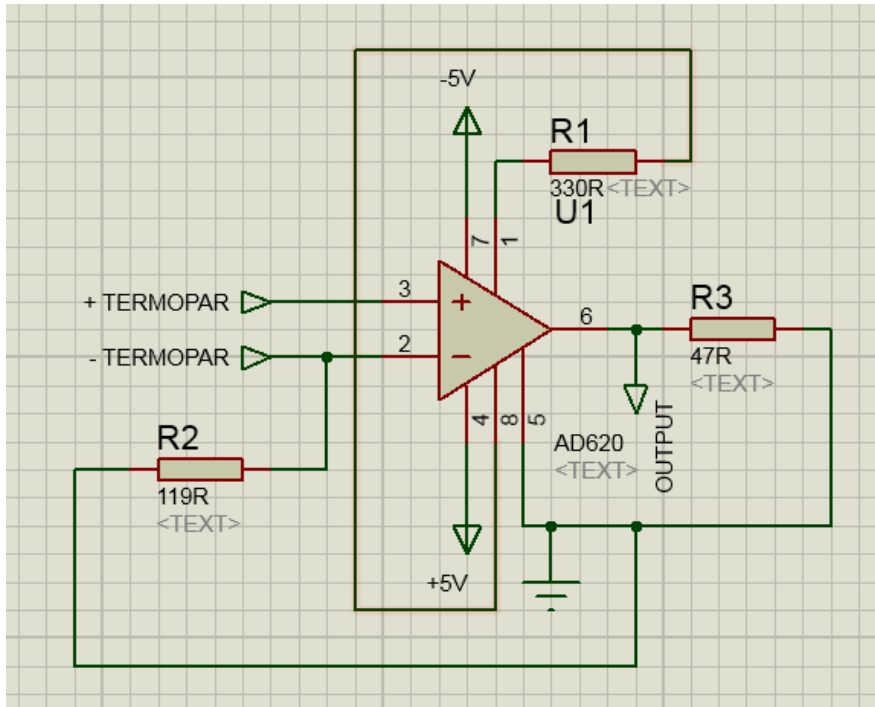 -5V
R1
330R
<TEXT>
U1
7
1
+ TERMOPAR
3
+
6
R3
- TERMOPAR
2
−
47R
<TEXT>
4
8
5
R2
AD620
OUTPUT
119R
<TEXT>
<TEXT>
+5V